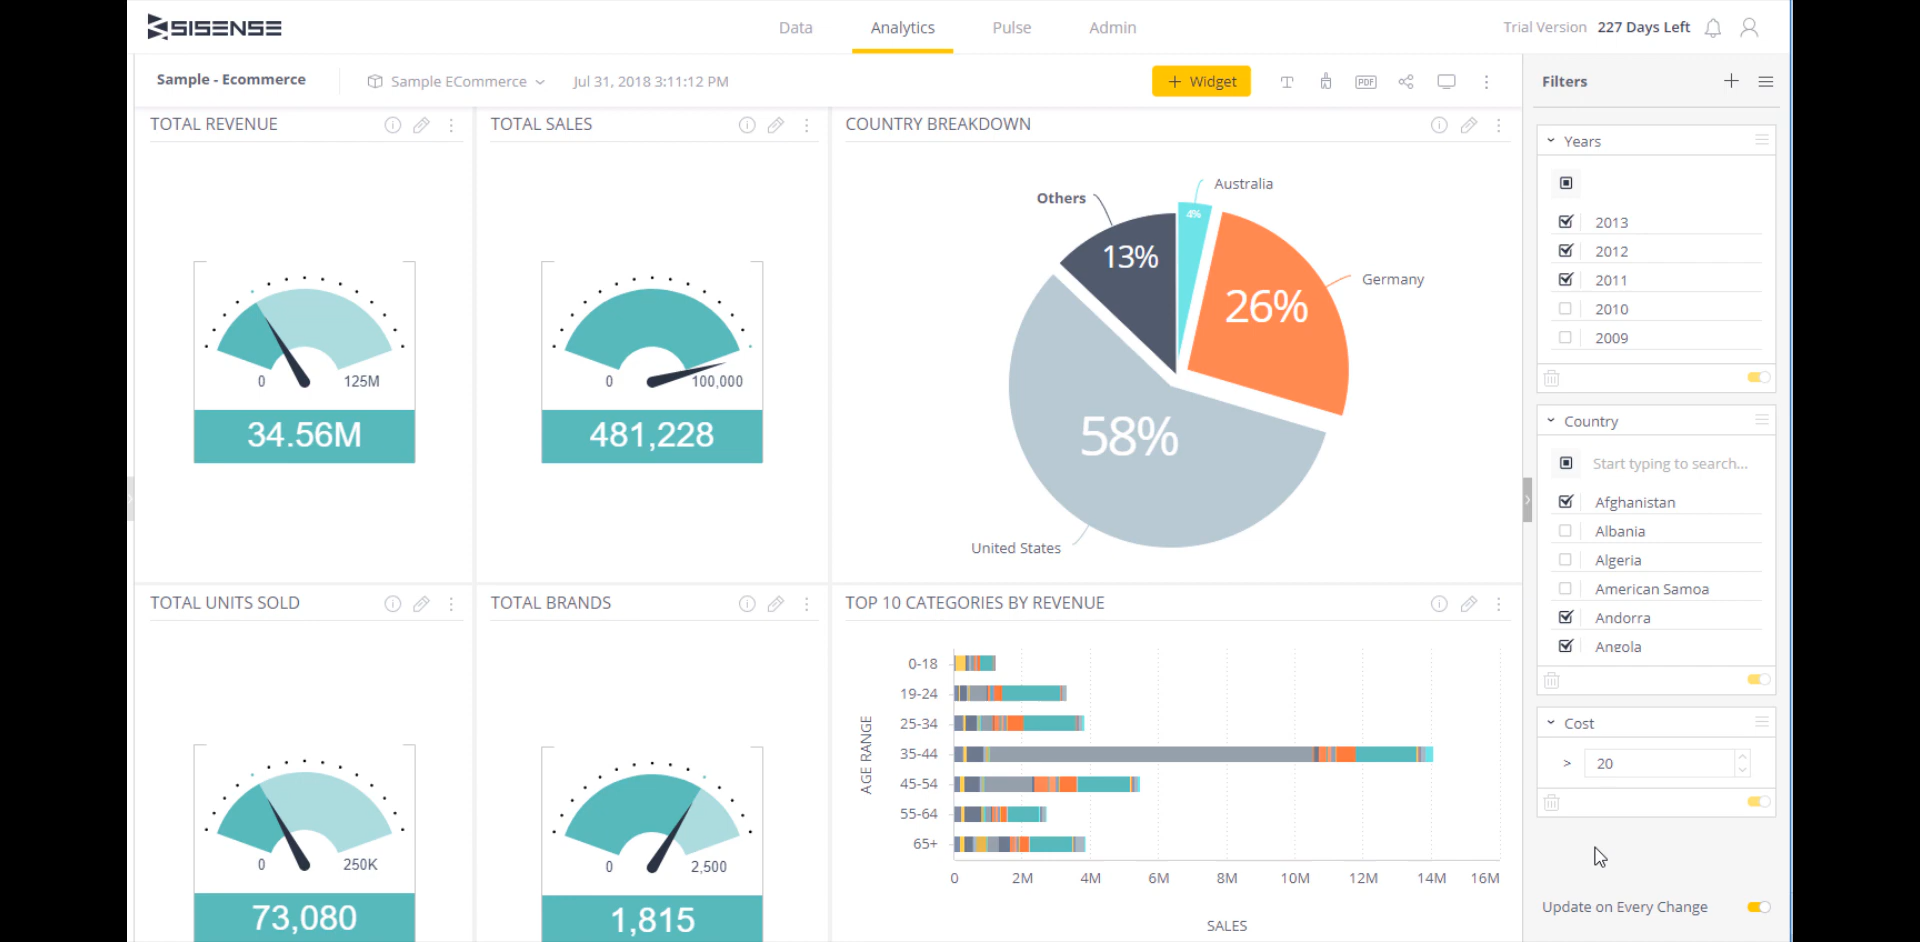 SISENSE
Data
Analytics
Pulse
Admin
Trial Version 227 Days Left
Sample - Ecommerce
Sample ECommerce
Jul 31, 2018 3:11:12 PM
+ Widget
PDF
TOTAL REVENUE
0
125M
34.56M
TOTAL SALES
0
100,000
481,228
COUNTRY BREAKDOWN
Others
Australia
4%
13%
26%
Germany
58%
United States
TOTAL UNITS SOLD
0
250K
73,080
TOTAL BRANDS
0
2,500
1,815
TOP 10 CATEGORIES BY REVENUE
AGE RANGE
0-18
19-24
25-34
35-44
45-54
55-64
65+
0 2M 4M 6M 8M 10M 12M 14M 16M
SALES
Filters
Years
2013
2012
2011
2010
2009
Country
Start typing to search...
Afghanistan
Albania
Algeria
American Samoa
Andorra
Angola
Cost
> 20
Update on Every Change